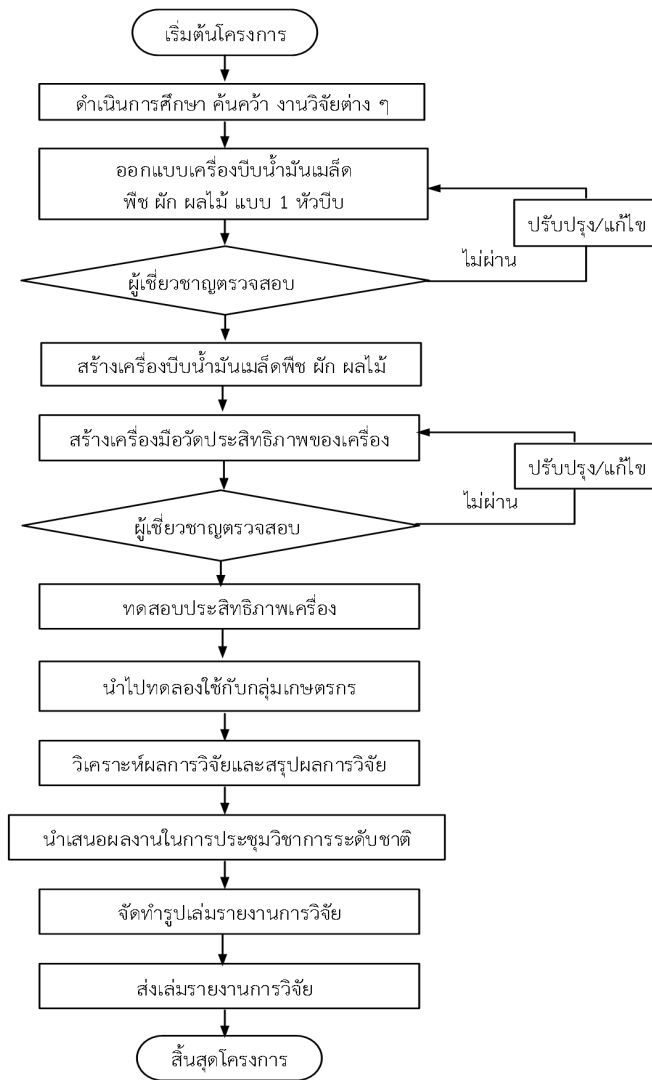 เริ่มต้นโครงการ
ดำเนินการศึกษา ค้นคว้า งานวิจัยต่าง ๆ
ออกแบบเครื่องบีบน้ำมันเมล็ด
พืช ผัก ผลไม้ แบบ 1 หัวบีบ
ปรับปรุง/แก้ไข
ไม่ผ่าน
ผู้เชี่ยวชาญตรวจสอบ
สร้างเครื่องบีบน้ำมันเมล็ดพืช ผัก ผลไม้
สร้างเครื่องมือวัดประสิทธิภาพของเครื่อง
ปรับปรุง/แก้ไข
ไม่ผ่าน
ผู้เชี่ยวชาญตรวจสอบ
ทดสอบประสิทธิภาพเครื่อง
นำไปทดลองใช้กับกลุ่มเกษตรกร
วิเคราะห์ผลการวิจัยและสรุปผลการวิจัย
นำเสนอผลงานในการประชุมวิชาการระดับชาติ
จัดทำรูปเล่มรายงานการวิจัย
ส่งเล่มรายงานการวิจัย
สิ้นสุดโครงการ